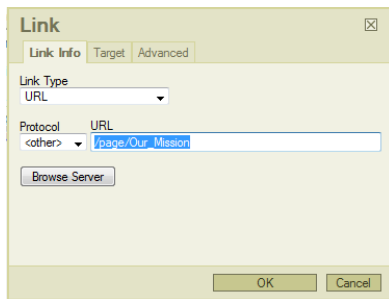 Link
Link Info Target Advanced
Link Type
URL
Protocol URL
<other> /page/Our_Mission
Browse Server
OK Cancel